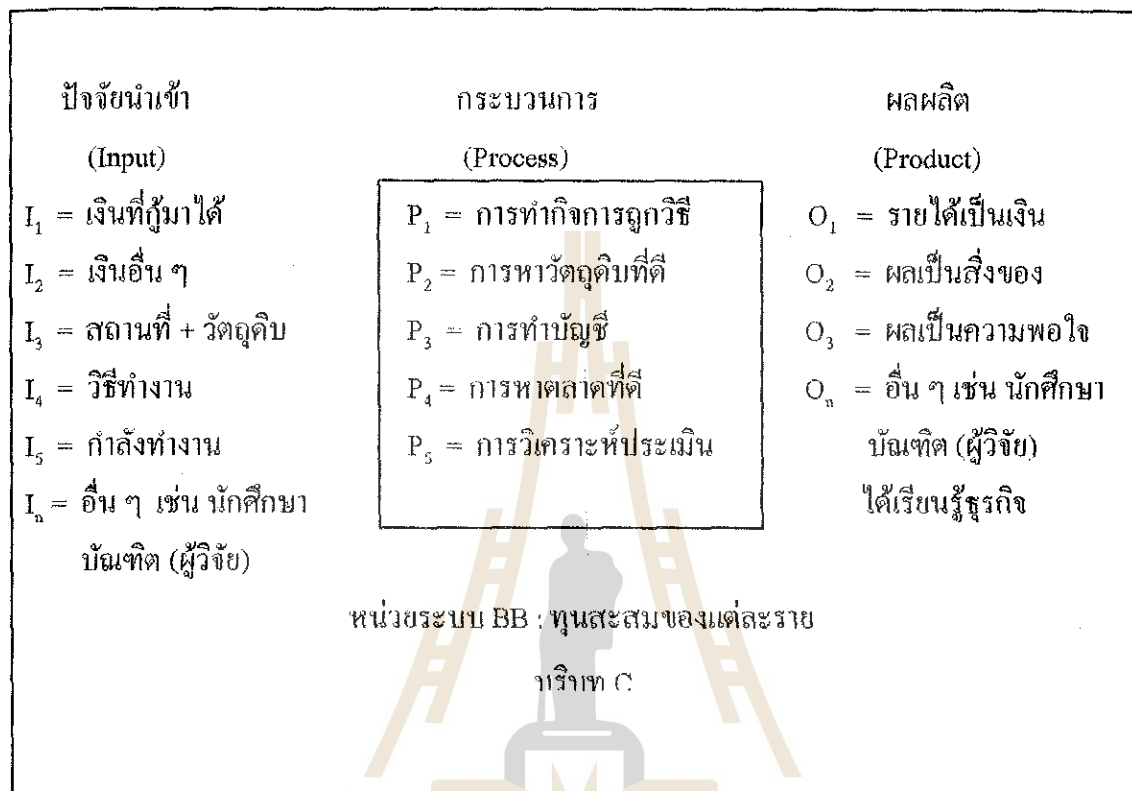 ปัจจัยนำเข้า
(Input)
I₁ = เงินที่กู้มาได้
I₂ = เงินอื่น ๆ
I₃ = สถานที่ + วัตถุดิบ
I₄ = วิธีทำงาน
I₅ = กำลังทำงาน
Iₙ = อื่น ๆ เช่น นักศึกษา
บัณฑิต (ผู้วิจัย)
กระบวนการ
(Process)
P₁ = การทำกิจการถูกวิธี
P₂ = การหาวัตถุดิบที่ดี
P₃ = การทำบัญชี
P₄ = การหาตลาดที่ดี
P₅ = การวิเคราะห์ประเมิน
ผลผลิต
(Product)
O₁ = รายได้เป็นเงิน
O₂ = ผลเป็นสิ่งของ
O₃ = ผลเป็นความพอใจ
Oₙ = อื่น ๆ เช่น นักศึกษา
บัณฑิต (ผู้วิจัย)
ได้เรียนรู้ธุรกิจ
หน่วยระบบ BB : ทุนสะสมของแต่ละราย
บริบท C